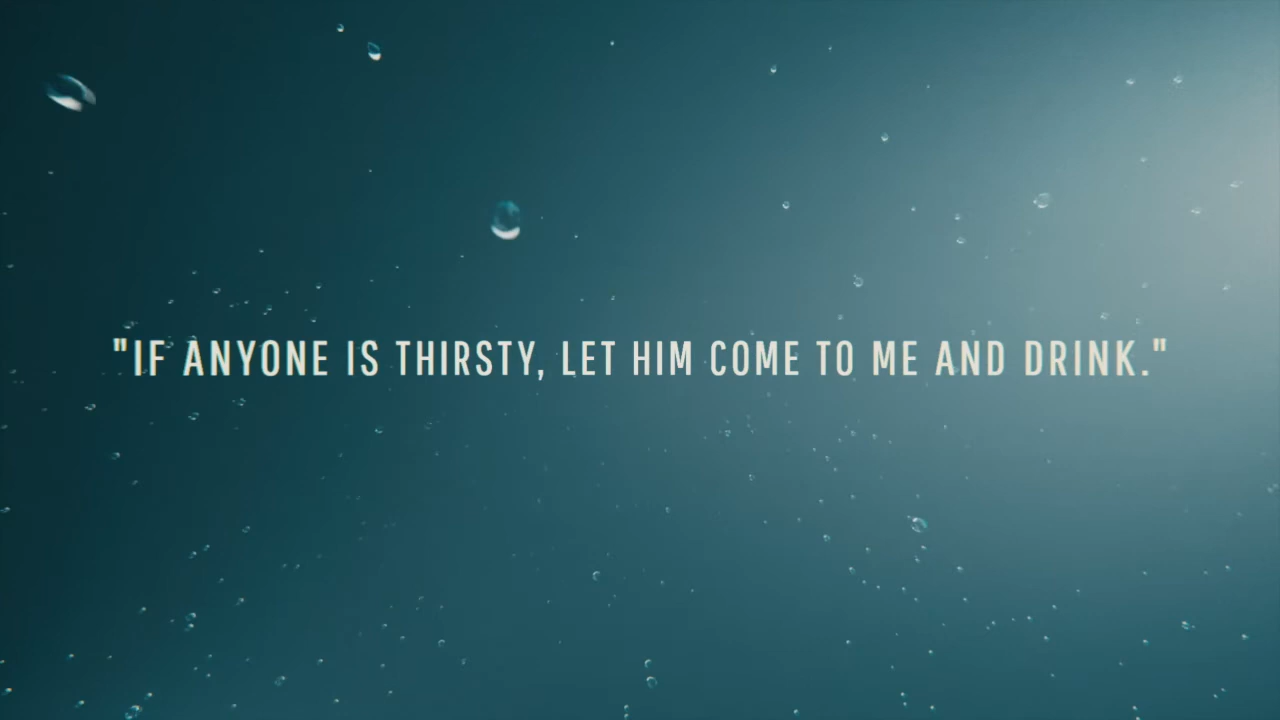 "IF ANYONE IS THIRSTY, LET HIM COME TO ME AND DRINK."